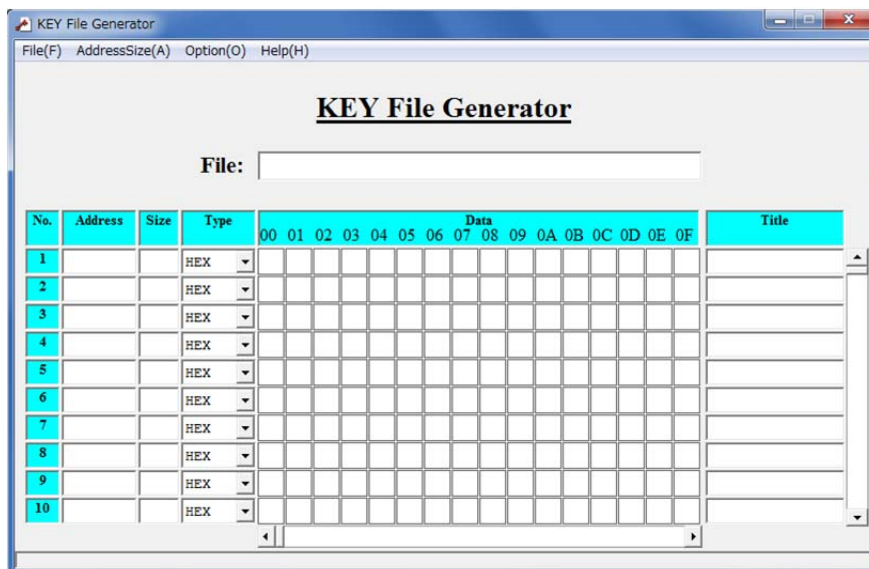 KEY File Generator
File(F) AddressSize(A) Option(O) Help(H)
KEY File Generator
File:
No. Address Size Type Data Title
00 01 02 03 04 05 06 07 08 09 0A 0B 0C 0D 0E 0F
1 HEX
2 HEX
3 HEX
4 HEX
5 HEX
6 HEX
7 HEX
8 HEX
9 HEX
10 HEX